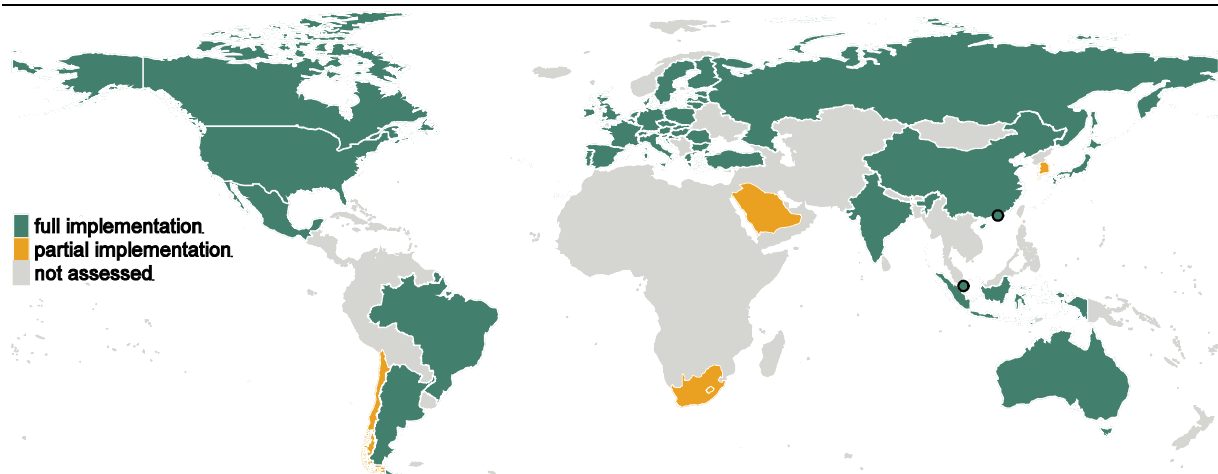 full implementation.
partial implementation.
not assessed.